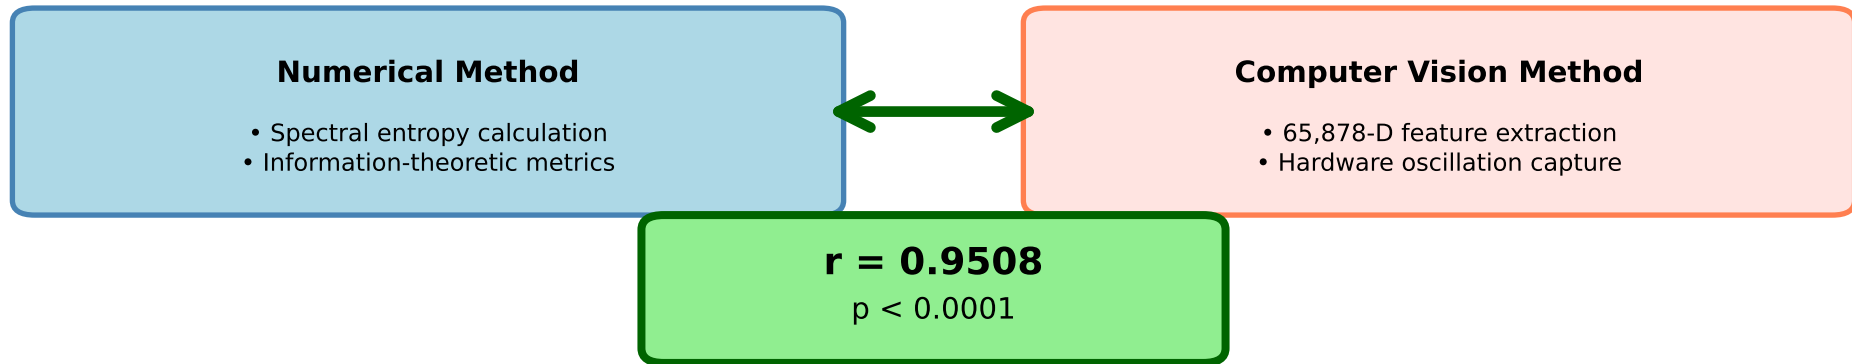 Numerical Method
• Spectral entropy calculation
• Information-theoretic metrics
Computer Vision Method
• 65,878-D feature extraction
• Hardware oscillation capture
r = 0.9508
p < 0.0001